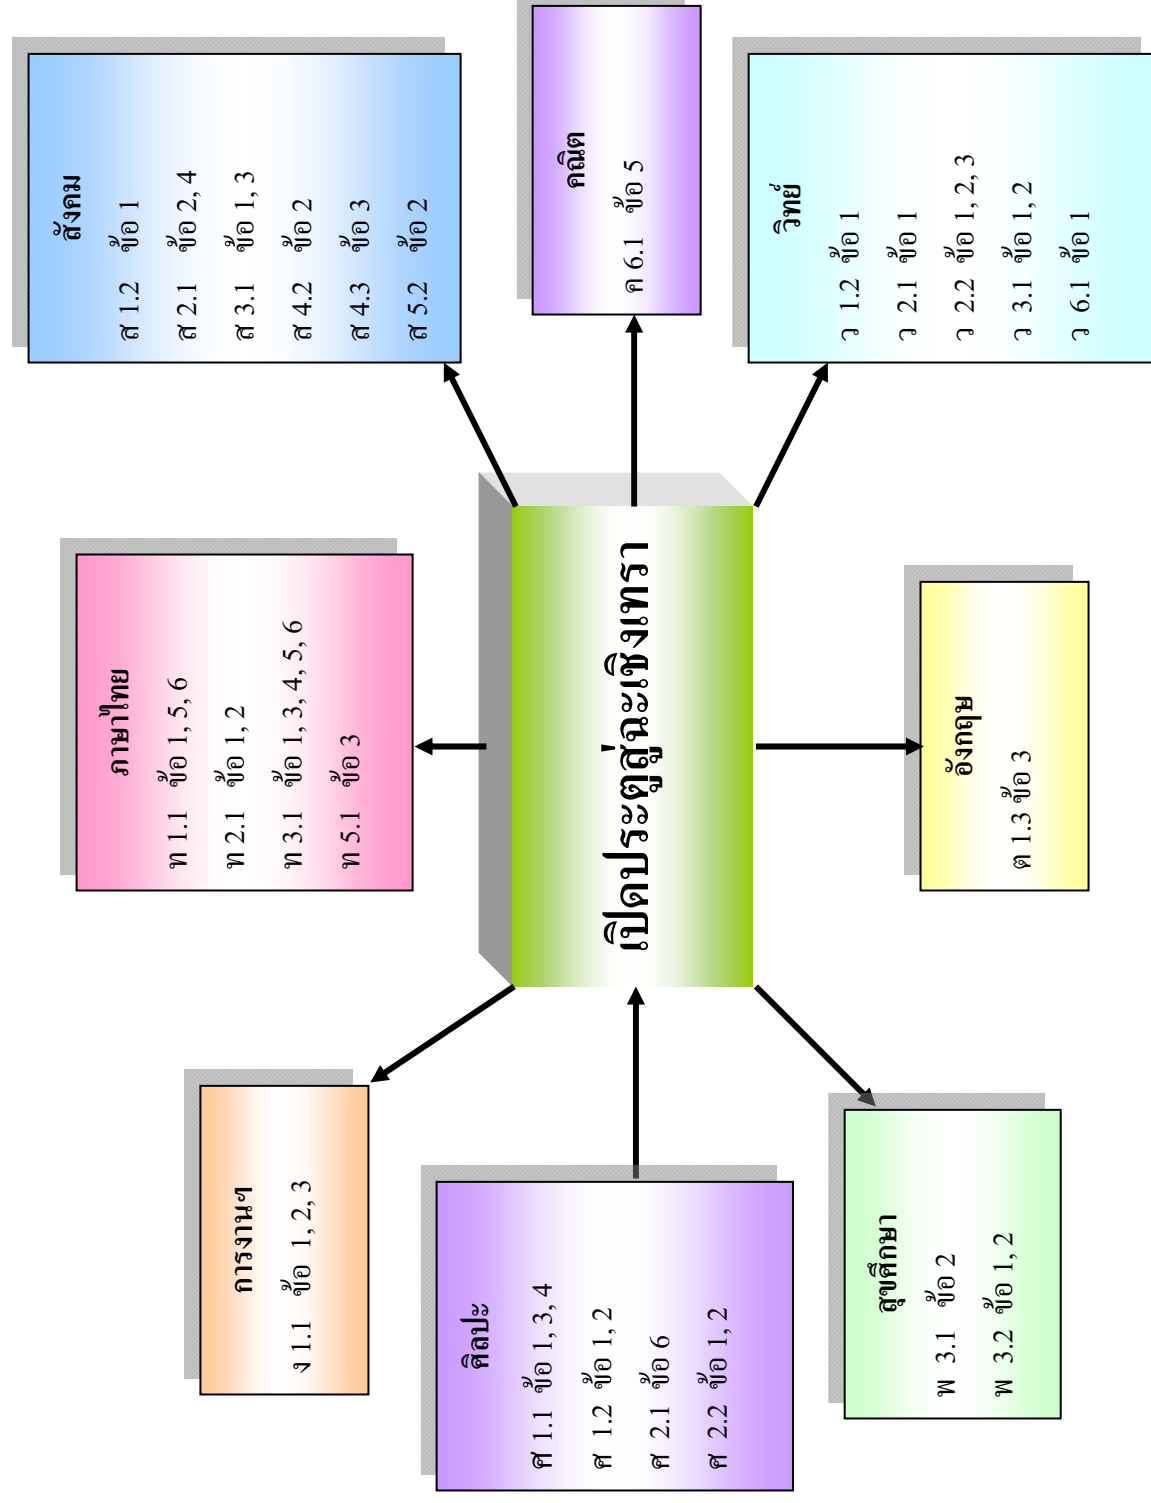 การงานฯ
ง 1.1 ข้อ 1, 2, 3
ภาษาไทย
ท 1.1 ข้อ 1, 5, 6
ท 2.1 ข้อ 1, 2
ท 3.1 ข้อ 1, 3, 4, 5, 6
ท 5.1 ข้อ 3
สังคม
ส 1.2 ข้อ 1
ส 2.1 ข้อ 2, 4
ส 3.1 ข้อ 1, 3
ส 4.2 ข้อ 2
ส 4.3 ข้อ 3
ส 5.2 ข้อ 2
ศิลปะ
ศ 1.1 ข้อ 1, 3, 4
ศ 1.2 ข้อ 1, 2
ศ 2.1 ข้อ 6
ศ 2.2 ข้อ 1, 2
เปิดประตูสู่ฉะเชิงเทรา
คณิต
ค 6.1 ข้อ 5
สุขศึกษา
พ 3.1 ข้อ 2
พ 3.2 ข้อ 1, 2
อังกฤษ
ต 1.3 ข้อ 3
วิทย์
ว 1.2 ข้อ 1
ว 2.1 ข้อ 1
ว 2.2 ข้อ 1, 2, 3
ว 3.1 ข้อ 1, 2
ว 6.1 ข้อ 1